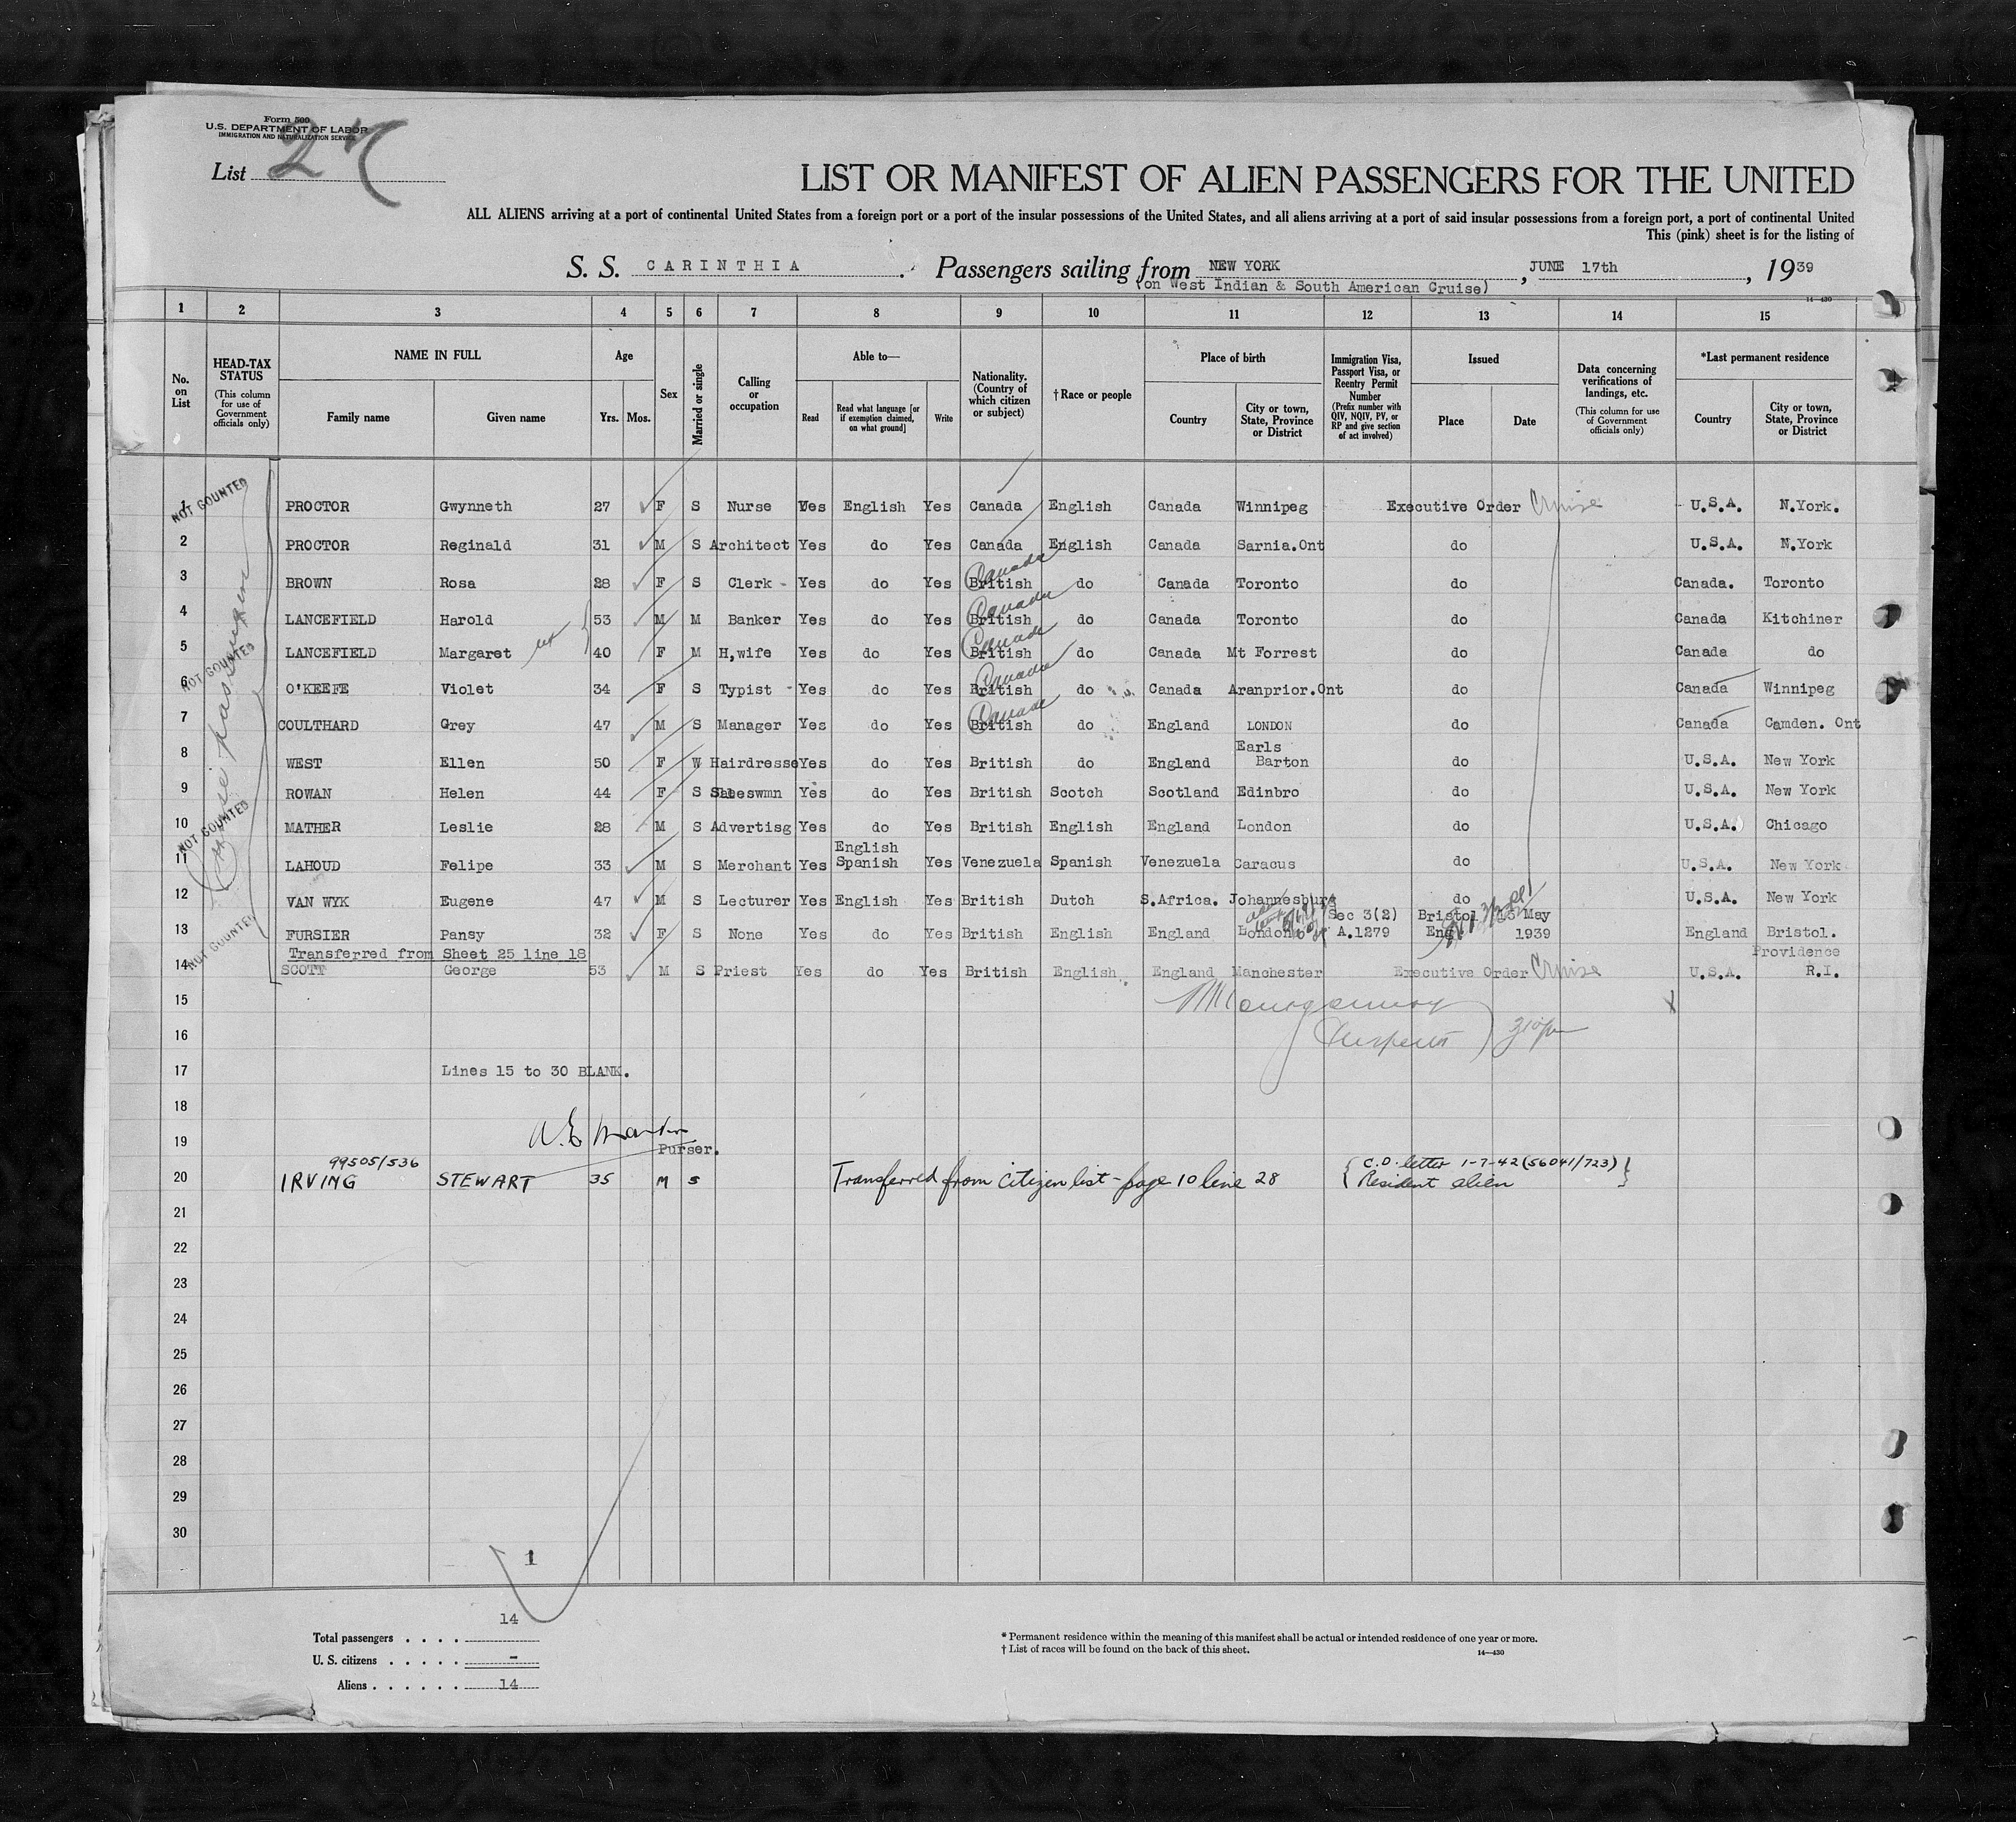 Form 500
U.S. DEPARTMENT OF LABOR
IMMIGRATION AND NATURALIZATION SERVICE
List 27
LIST OR MANIFEST OF ALIEN PASSENGERS FOR THE UNITED
ALL ALIENS arriving at a port of continental United States from a foreign port or a port of the insular possessions of the United States, and all aliens arriving at a port of said insular possessions from a foreign port, a port of continental United
This (pink) sheet is for the listing of
S. S. CARINTHIA. Passengers sailing from NEW YORK, JUNE 17th, 1939
(on West Indian & South American Cruise)
14-430
1 2 3 4 5 6 7 8 9 10 11 12 13 14 15
No. on List
HEAD-TAX STATUS (This column for use of Government officials only)
NAME IN FULL Family name Given name
Age Yrs. Mos.
Sex
Married or single
Calling or occupation
Able to— Read Read what language [or if exemption claimed, on what ground] Write
Nationality. (Country of which citizen or subject)
†Race or people
Place of birth Country City or town, State, Province or District
Immigration Visa, Passport Visa, or Reentry Permit Number (Prefix number with QIV, NQIV, PV, or RP and give section of act involved)
Issued Place Date
Data concerning verifications of landings, etc. (This column for use of Government officials only)
*Last permanent residence Country City or town, State, Province or District
NOT COUNTED
NOT COUNTED
NOT COUNTED
NOT COUNTED
Cruise passengers
1 PROCTOR Gwynneth 27 F S Nurse Yes English Yes Canada English Canada Winnipeg Executive Order Cruise U.S.A. N.York.
2 PROCTOR Reginald 31 M S Architect Yes do Yes Canada English Canada Sarnia.Ont do U.S.A. N.York
3 BROWN Rosa 28 F S Clerk - Yes do Yes British Canada do Canada Toronto do Canada. Toronto
4 LANCEFIELD Harold 53 M M Banker Yes do Yes British Canada do Canada Toronto do Canada Kitchiner
5 LANCEFIELD Margaret ux 40 F M H,wife Yes do Yes British Canada do Canada Mt Forrest do Canada do
6 O'KEEFE Violet 34 F S Typist - Yes do Yes British Canada do Canada Aranprior.Ont do Canada Winnipeg
7 COULTHARD Grey 47 M S Manager Yes do Yes British Canada do England LONDON do Canada Camden. Ont
8 WEST Ellen 50 F W Hairdresse Yes do Yes British do England Earls Barton do U.S.A. New York
9 ROWAN Helen 44 F S Saleswmn Yes do Yes British Scotch Scotland Edinbro do U.S.A. New York
10 MATHER Leslie 28 M S Advertisg Yes do Yes British English England London do U.S.A. Chicago
11 LAHOUD Felipe 33 M S Merchant Yes English Spanish Yes Venezuela Spanish Venezuela Caracus do U.S.A. New York
12 VAN WYK Eugene 47 M S Lecturer Yes English Yes British Dutch S.Africa. Johannesburg do U.S.A. New York
13 FURSIER Pansy 32 F S None Yes do Yes British English England London Sec 3(2) A.1279 Bristol Eng. 13 May 1939 England Bristol.
Transferred from Sheet 25 line 18
14 SCOTT George 53 M S Priest Yes do Yes British English England Manchester Executive Order Cruise U.S.A. Providence R.I.
15
Montgomery
16
310pm
17 Lines 15 to 30 BLANK.
18
19
Purser.
99505/536
20 IRVING STEWART 35 M S Transferred from citizen list - page 10 line 28 {C.O. letter 1-7-42 (56041/723) Resident alien}
21
22
23
24
25
26
27
28
29
30
1
14
Total passengers . . . .
U. S. citizens . . . . . -
Aliens . . . . . . 14
* Permanent residence within the meaning of this manifest shall be actual or intended residence of one year or more.
† List of races will be found on the back of this sheet.
14-430